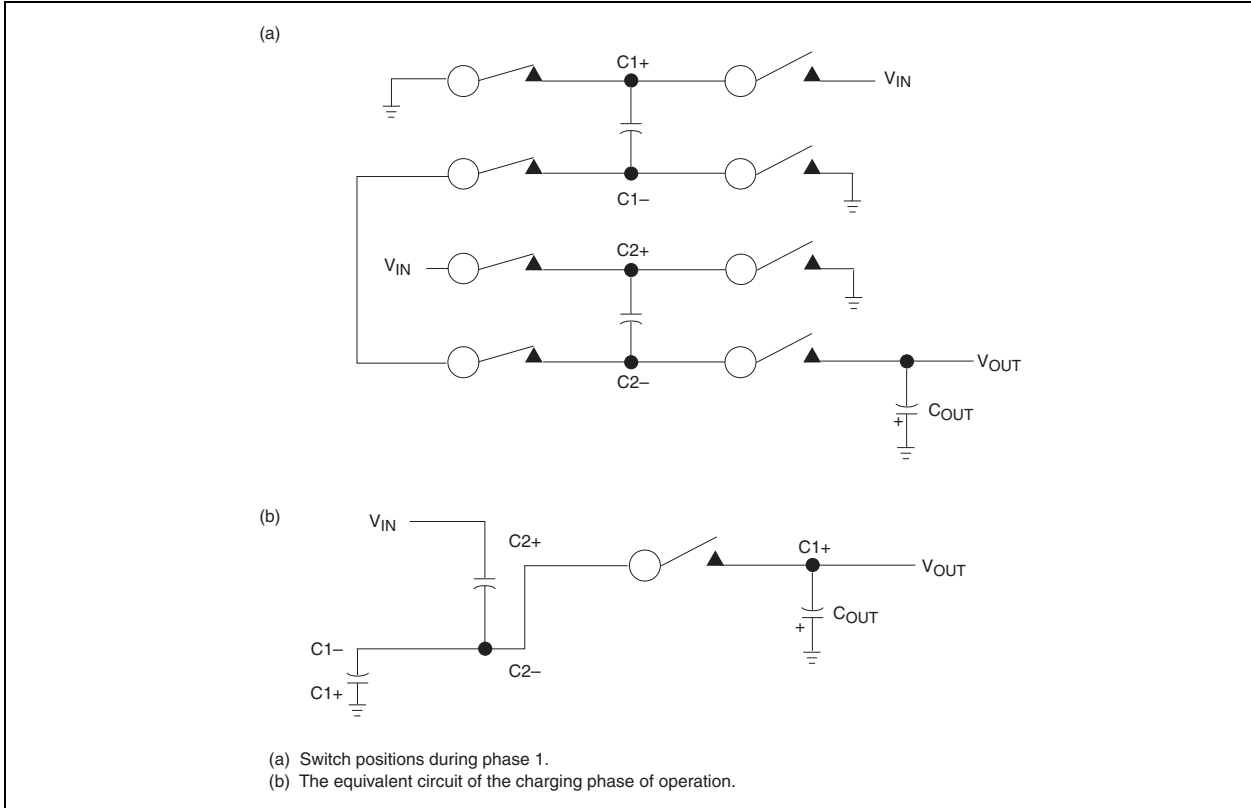 (a)
C1+
VIN
C1–
C2+
VIN
C2–
VOUT
COUT
+
(b)
VIN
C2+
C1+
VOUT
COUT
+
C1–
C2–
C1+
(a) Switch positions during phase 1.
(b) The equivalent circuit of the charging phase of operation.